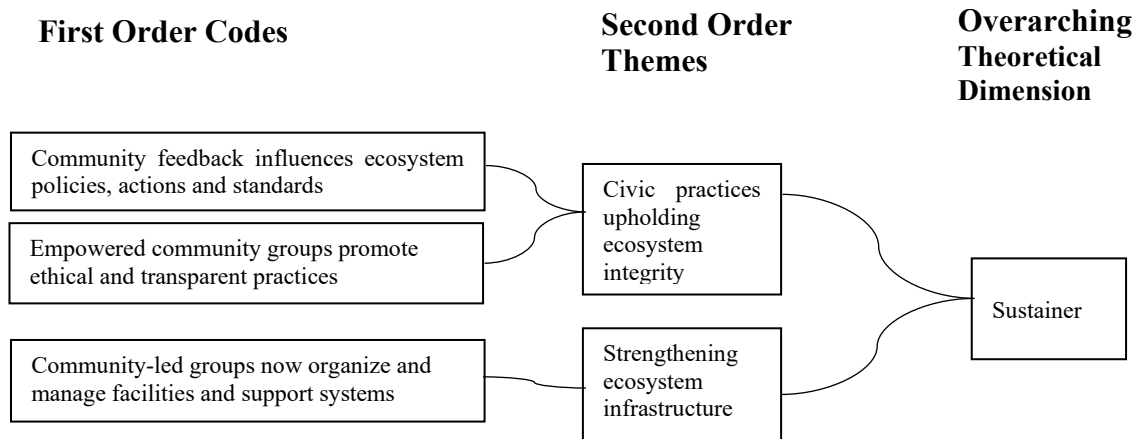 First Order Codes
Second Order
Themes
Overarching
Theoretical
Dimension
Community feedback influences ecosystem
policies, actions and standards
Empowered community groups promote
ethical and transparent practices
Community-led groups now organize and
manage facilities and support systems
Civic practices
upholding
ecosystem
integrity
Strengthening
ecosystem
infrastructure
Sustainer